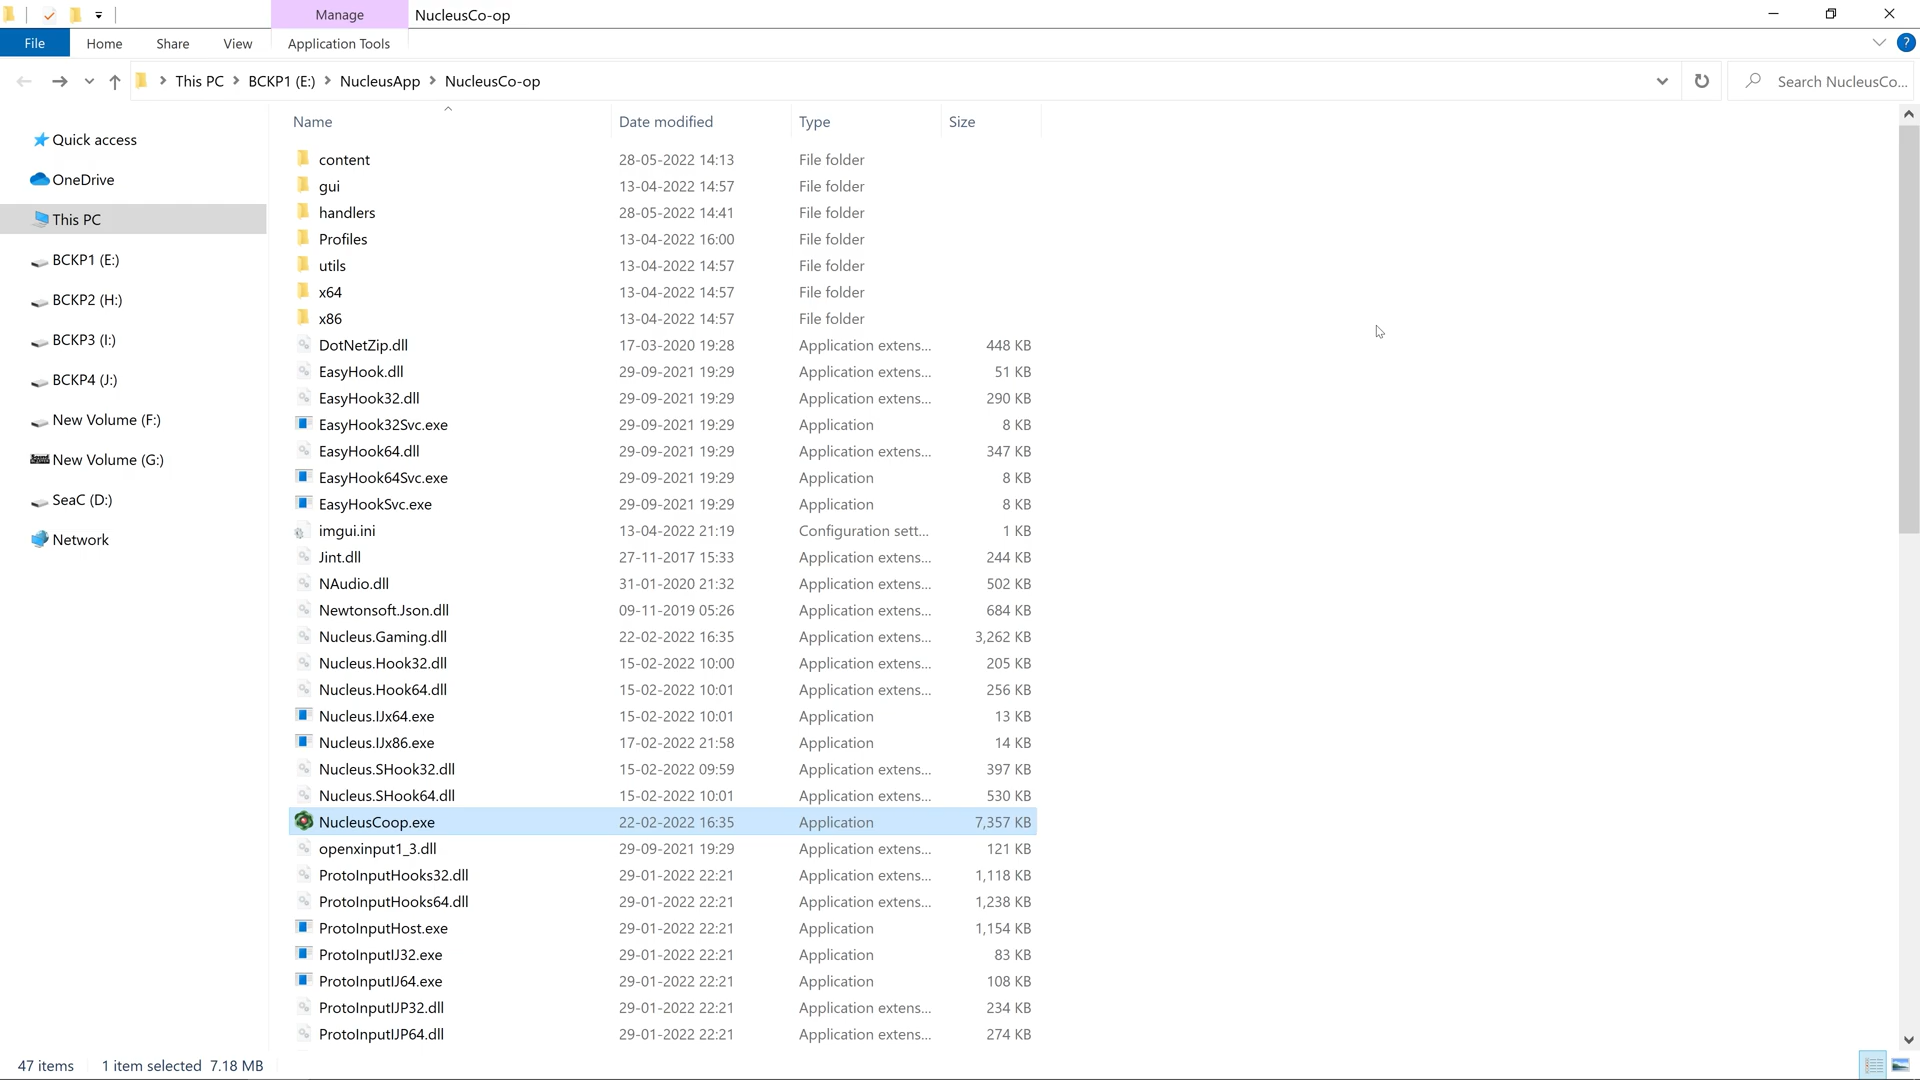 Manage NucleusCo-op
File Home Share View Application Tools
This PC BCKP1 (E:) NucleusApp NucleusCo-op Search NucleusCo...
Quick access
OneDrive
This PC
BCKP1 (E:)
BCKP2 (H:)
BCKP3 (I:)
BCKP4 (J:)
New Volume (F:)
New Volume (G:)
SeaC (D:)
Network
Name Date modified Type Size
content 28-05-2022 14:13 File folder
gui 13-04-2022 14:57 File folder
handlers 28-05-2022 14:41 File folder
Profiles 13-04-2022 16:00 File folder
utils 13-04-2022 14:57 File folder
x64 13-04-2022 14:57 File folder
x86 13-04-2022 14:57 File folder
DotNetZip.dll 17-03-2020 19:28 Application extens... 448 KB
EasyHook.dll 29-09-2021 19:29 Application extens... 51 KB
EasyHook32.dll 29-09-2021 19:29 Application extens... 290 KB
EasyHook32Svc.exe 29-09-2021 19:29 Application 8 KB
EasyHook64.dll 29-09-2021 19:29 Application extens... 347 KB
EasyHook64Svc.exe 29-09-2021 19:29 Application 8 KB
EasyHookSvc.exe 29-09-2021 19:29 Application 8 KB
imgui.ini 13-04-2022 21:19 Configuration sett... 1 KB
Jint.dll 27-11-2017 15:33 Application extens... 244 KB
NAudio.dll 31-01-2020 21:32 Application extens... 502 KB
Newtonsoft.Json.dll 09-11-2019 05:26 Application extens... 684 KB
Nucleus.Gaming.dll 22-02-2022 16:35 Application extens... 3,262 KB
Nucleus.Hook32.dll 15-02-2022 10:00 Application extens... 205 KB
Nucleus.Hook64.dll 15-02-2022 10:01 Application extens... 256 KB
Nucleus.IJx64.exe 15-02-2022 10:01 Application 13 KB
Nucleus.IJx86.exe 17-02-2022 21:58 Application 14 KB
Nucleus.SHook32.dll 15-02-2022 09:59 Application extens... 397 KB
Nucleus.SHook64.dll 15-02-2022 10:01 Application extens... 530 KB
NucleusCoop.exe 22-02-2022 16:35 Application 7,357 KB
openxinput1_3.dll 29-09-2021 19:29 Application extens... 121 KB
ProtoInputHooks32.dll 29-01-2022 22:21 Application extens... 1,118 KB
ProtoInputHooks64.dll 29-01-2022 22:21 Application extens... 1,238 KB
ProtoInputHost.exe 29-01-2022 22:21 Application 1,154 KB
ProtoInputIJ32.exe 29-01-2022 22:21 Application 83 KB
ProtoInputIJ64.exe 29-01-2022 22:21 Application 108 KB
ProtoInputIJP32.dll 29-01-2022 22:21 Application extens... 234 KB
ProtoInputIJP64.dll 29-01-2022 22:21 Application extens... 274 KB
47 items 1 item selected 7.18 MB